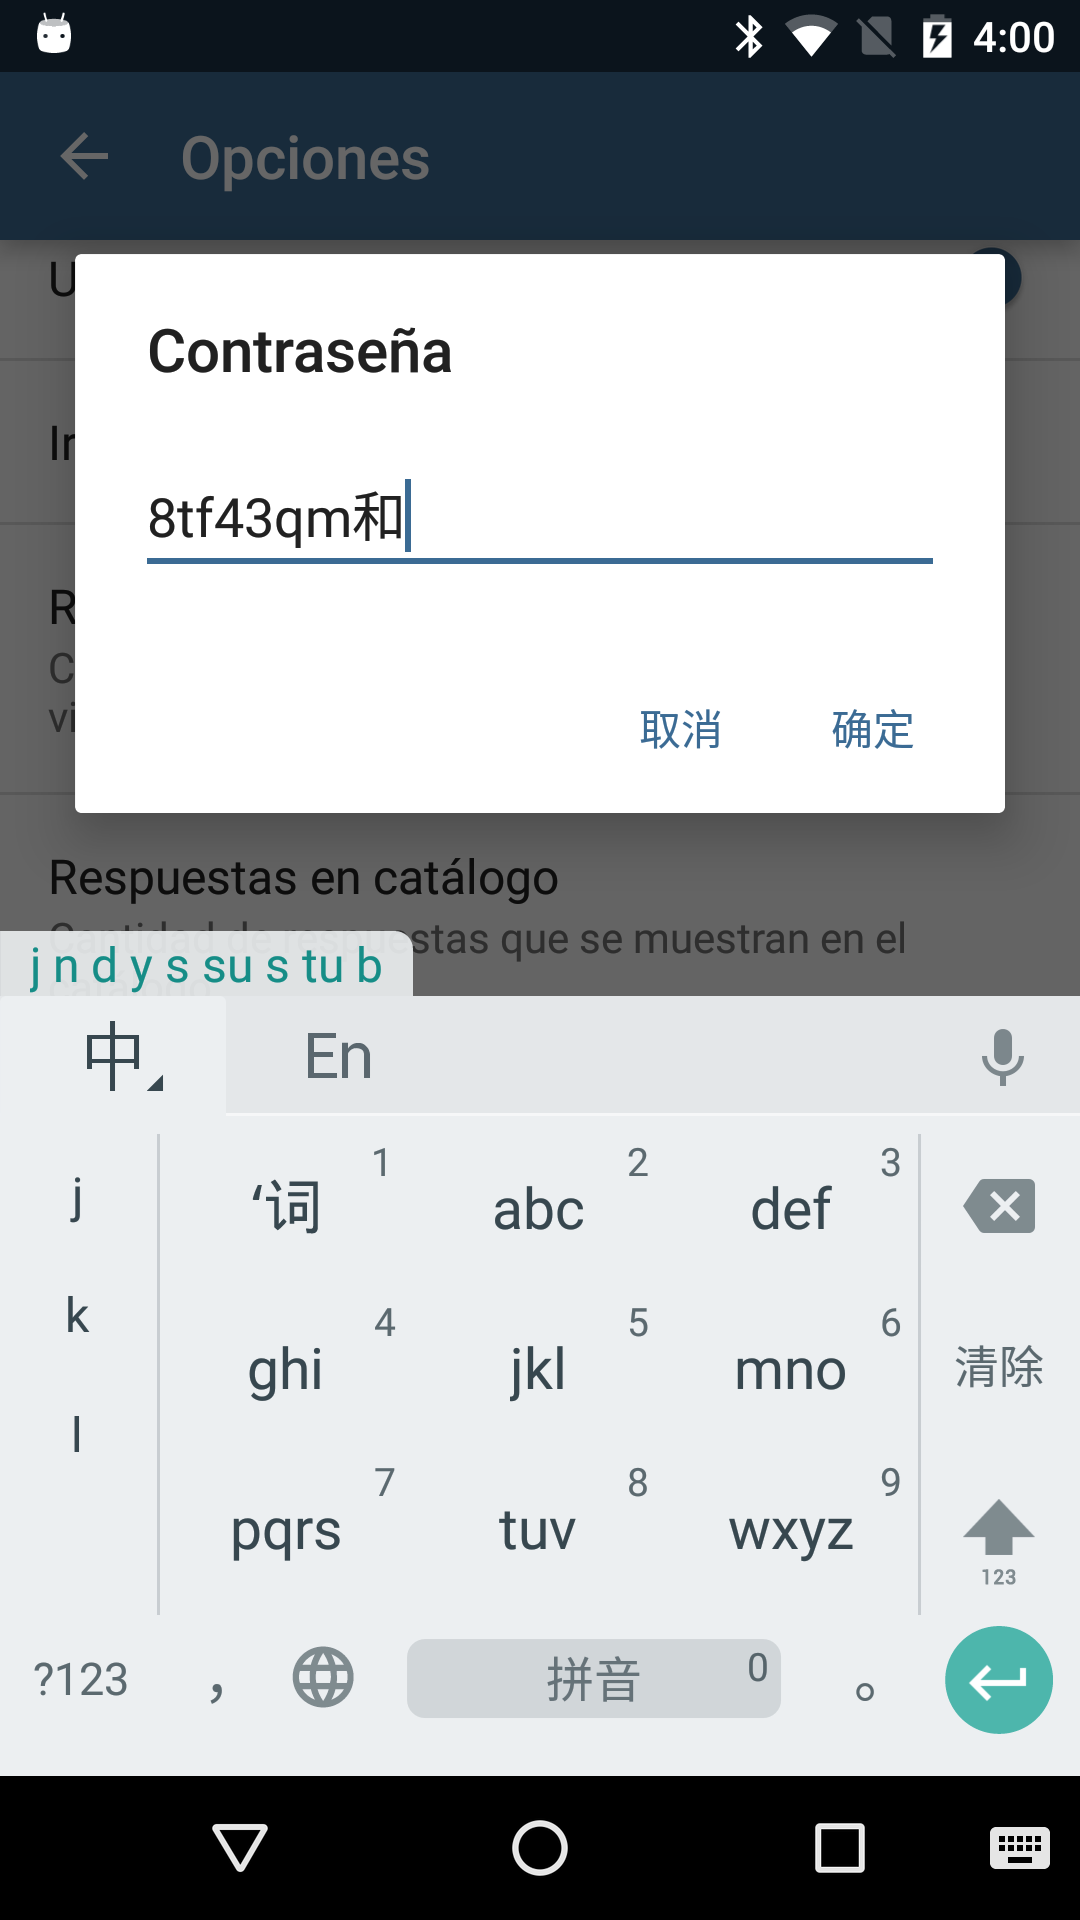 4:00
Opciones
U
In
Contraseña
8tf43qm和
R
C
vi
取消 确定
Respuestas en catálogo
Cantidad de respuestas que se muestran en el
catálogo
j n d y s su s tu b
中 En
j
k
l
‘词 1 abc 2 def 3
ghi 4 jkl 5 mno 6 清除
pqrs 7 tuv 8 wxyz 9 123
?123 ， 拼音 0 。